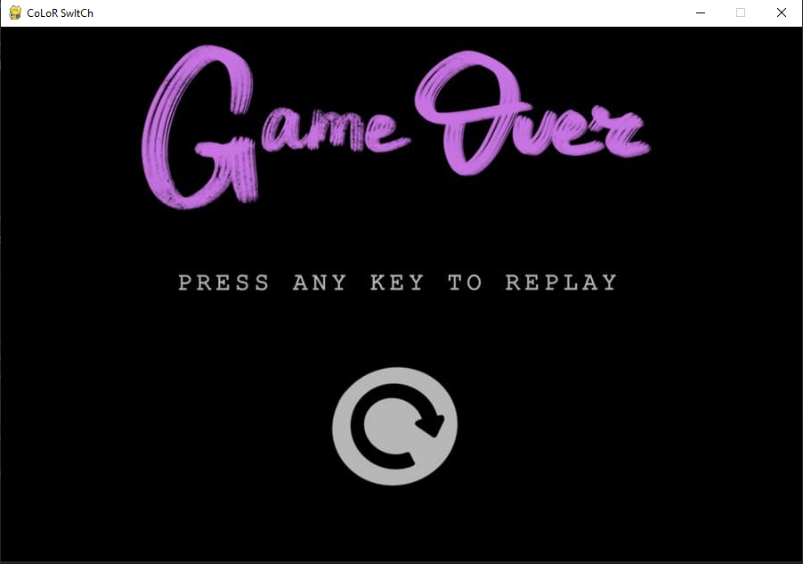 CoLoR SwItCh
Game Over
PRESS ANY KEY TO REPLAY